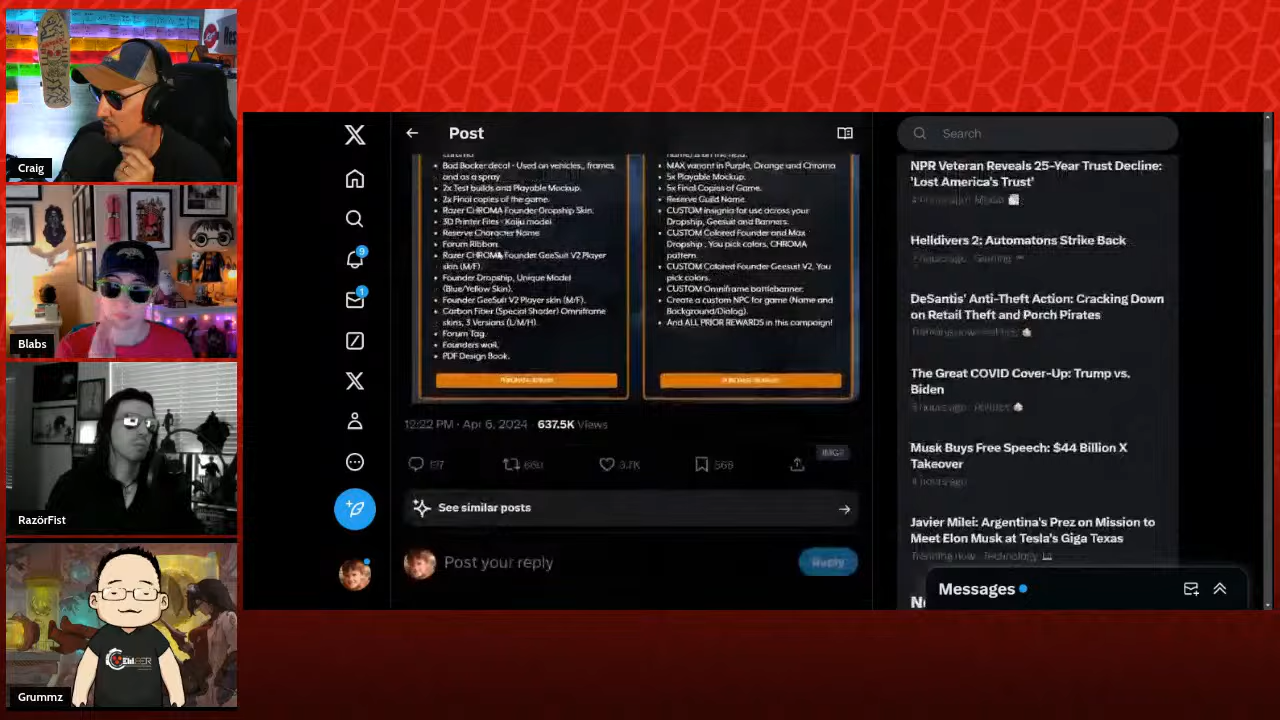 Craig
Blabs
RazörFist
Grummz
Post
Bad Bocker decal - Used on vehicles,, frames
and as a spray
2x Test builds and Playable Mockup.
2x Final copies of the game.
Razer CHROMA Founder Dropship Skin.
3D Printer Files - Kaiju model
Reserve Character Name
Forum Ribbon.
Razer CHROMA Founder GeeSuit V2 Player
skin (M/F)
Founder Dropship, Unique Model
(Blue/Yellow Skin).
Founder GeeSuit V2 Player skin (M/F).
Carbon Fiber (Special Shader) Omniframe
skins, 3 Versions (L/M/H).
Forum Tag.
Founders wall.
PDF Design Book.
MAX variant in Purple, Orange and Chroma
5x Playable Mockup.
5x Final Copies of Game.
Reserve Guild Name.
CUSTOM insignia for use across your
Dropship, Geesuit and Banners.
CUSTOM Colored Founder and Max
Dropship . You pick colors, CHROMA
pattern.
CUSTOM Colored Founder Geesuit V2, You
pick colors.
CUSTOM Omniframe battlebanner.
Create a custom NPC for game (Name and
Background/Dialog).
And ALL PRIOR REWARDS in this campaign!
12:22 PM · Apr 6, 2024 · 637.5K Views
197
3.7K
566
See similar posts
Post your reply
Reply
9
1
Search
NPR Veteran Reveals 25-Year Trust Decline:
'Lost America's Trust'
Helldivers 2: Automatons Strike Back
DeSantis' Anti-Theft Action: Cracking Down
on Retail Theft and Porch Pirates
The Great COVID Cover-Up: Trump vs.
Biden
Musk Buys Free Speech: $44 Billion X
Takeover
Javier Milei: Argentina's Prez on Mission to
Meet Elon Musk at Tesla's Giga Texas
Trending now · Technology
Messages